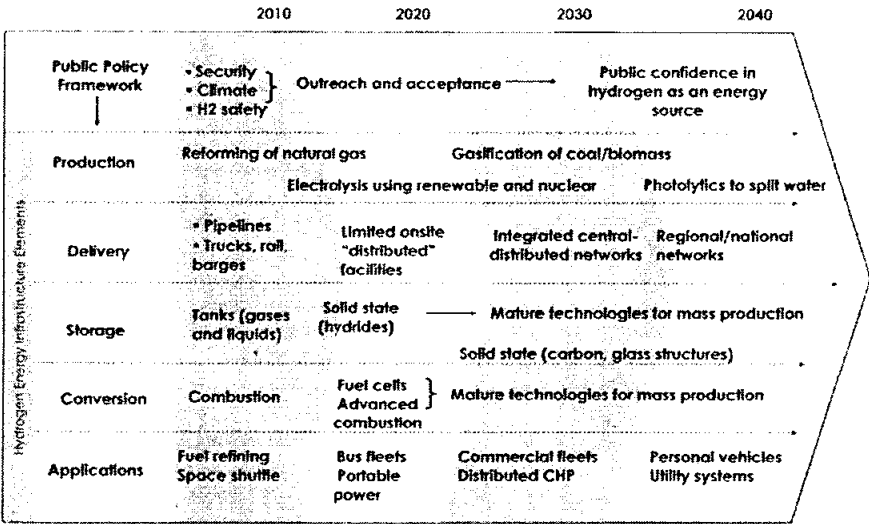 2010 2020 2030 2040
Public Policy
Framework
• Security
• Climate
• H2 safety
Outreach and acceptance
Public confidence in
hydrogen as an energy
source
Hydrogen Energy Infrastructure Elements
Production
Reforming of natural gas
Gasification of coal/biomass
Electrolysis using renewable and nuclear
Photolytics to split water
Delivery
• Pipelines
• Trucks, rail,
barges
Limited onsite
"distributed"
facilities
Integrated central-
distributed networks
Regional/national
networks
Storage
Tanks (gases
and liquids)
Solid state
(hydrides)
Mature technologies for mass production
Solid state (carbon, glass structures)
Conversion
Combustion
Fuel cells
Advanced
combustion
Mature technologies for mass production
Applications
Fuel refining
Space shuttle
Bus fleets
Portable
power
Commercial fleets
Distributed CHP
Personal vehicles
Utility systems